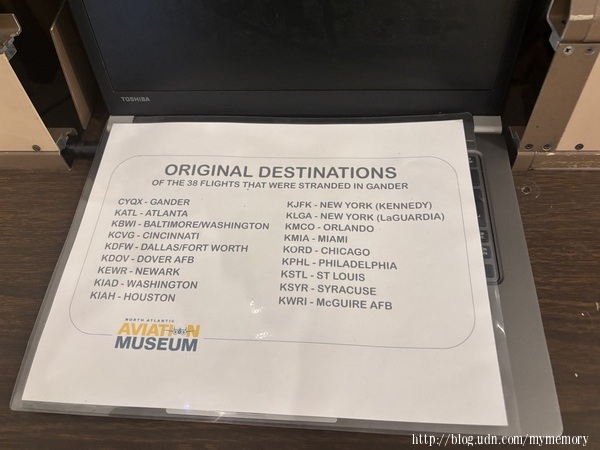 TOSHIBA
ORIGINAL DESTINATIONS
OF THE 38 FLIGHTS THAT WERE STRANDED IN GANDER
CYQX - GANDER
KATL - ATLANTA
KBWI - BALTIMORE/WASHINGTON
KCVG - CINCINNATI
KDFW - DALLAS/FORT WORTH
KDOV - DOVER AFB
KEWR - NEWARK
KIAD - WASHINGTON
KIAH - HOUSTON
KJFK - NEW YORK (KENNEDY)
KLGA - NEW YORK (LaGUARDIA)
KMCO - ORLANDO
KMIA - MIAMI
KORD - CHICAGO
KPHL - PHILADELPHIA
KSTL - ST LOUIS
KSYR - SYRACUSE
KWRI - McGUIRE AFB
NORTH ATLANTIC
AVIATION
MUSEUM
http://blog.udn.com/mymemory